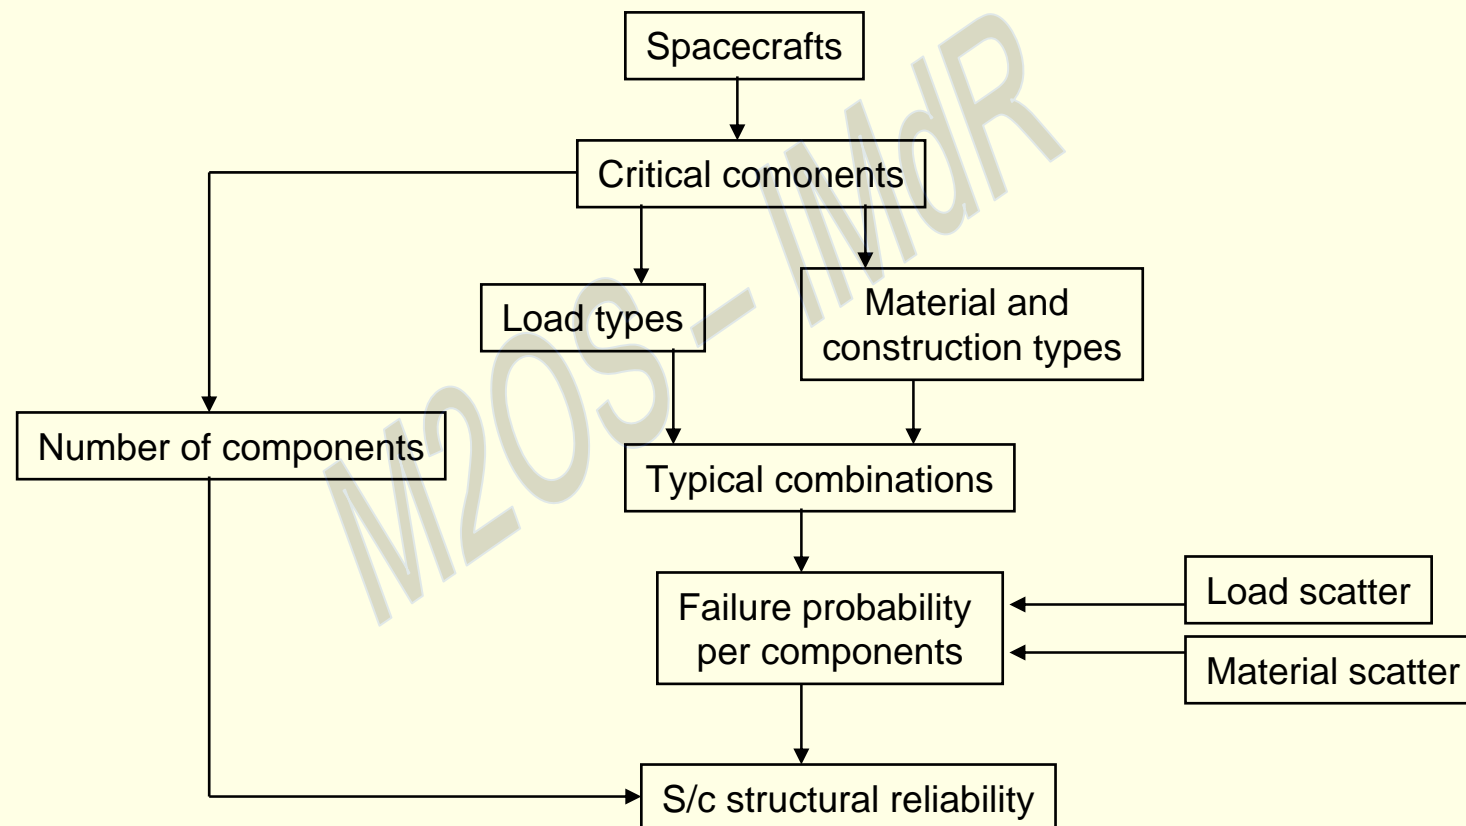 Spacecrafts
Critical comonents
Load types
Material and
construction types
Number of components
Typical combinations
Failure probability
per components
Load scatter
Material scatter
S/c structural reliability
M2OS – IMdR